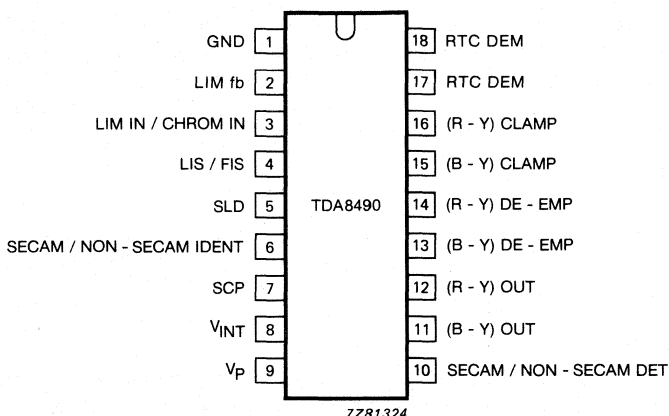 GND 1 18 RTC DEM
LIM fb 2 17 RTC DEM
LIM IN / CHROM IN 3 16 (R - Y) CLAMP
LIS / FIS 4 15 (B - Y) CLAMP
SLD 5 TDA8490 14 (R - Y) DE - EMP
SECAM / NON - SECAM IDENT 6 13 (B - Y) DE - EMP
SCP 7 12 (R - Y) OUT
VINT 8 11 (B - Y) OUT
VP 9 10 SECAM / NON - SECAM DET
7Z81324